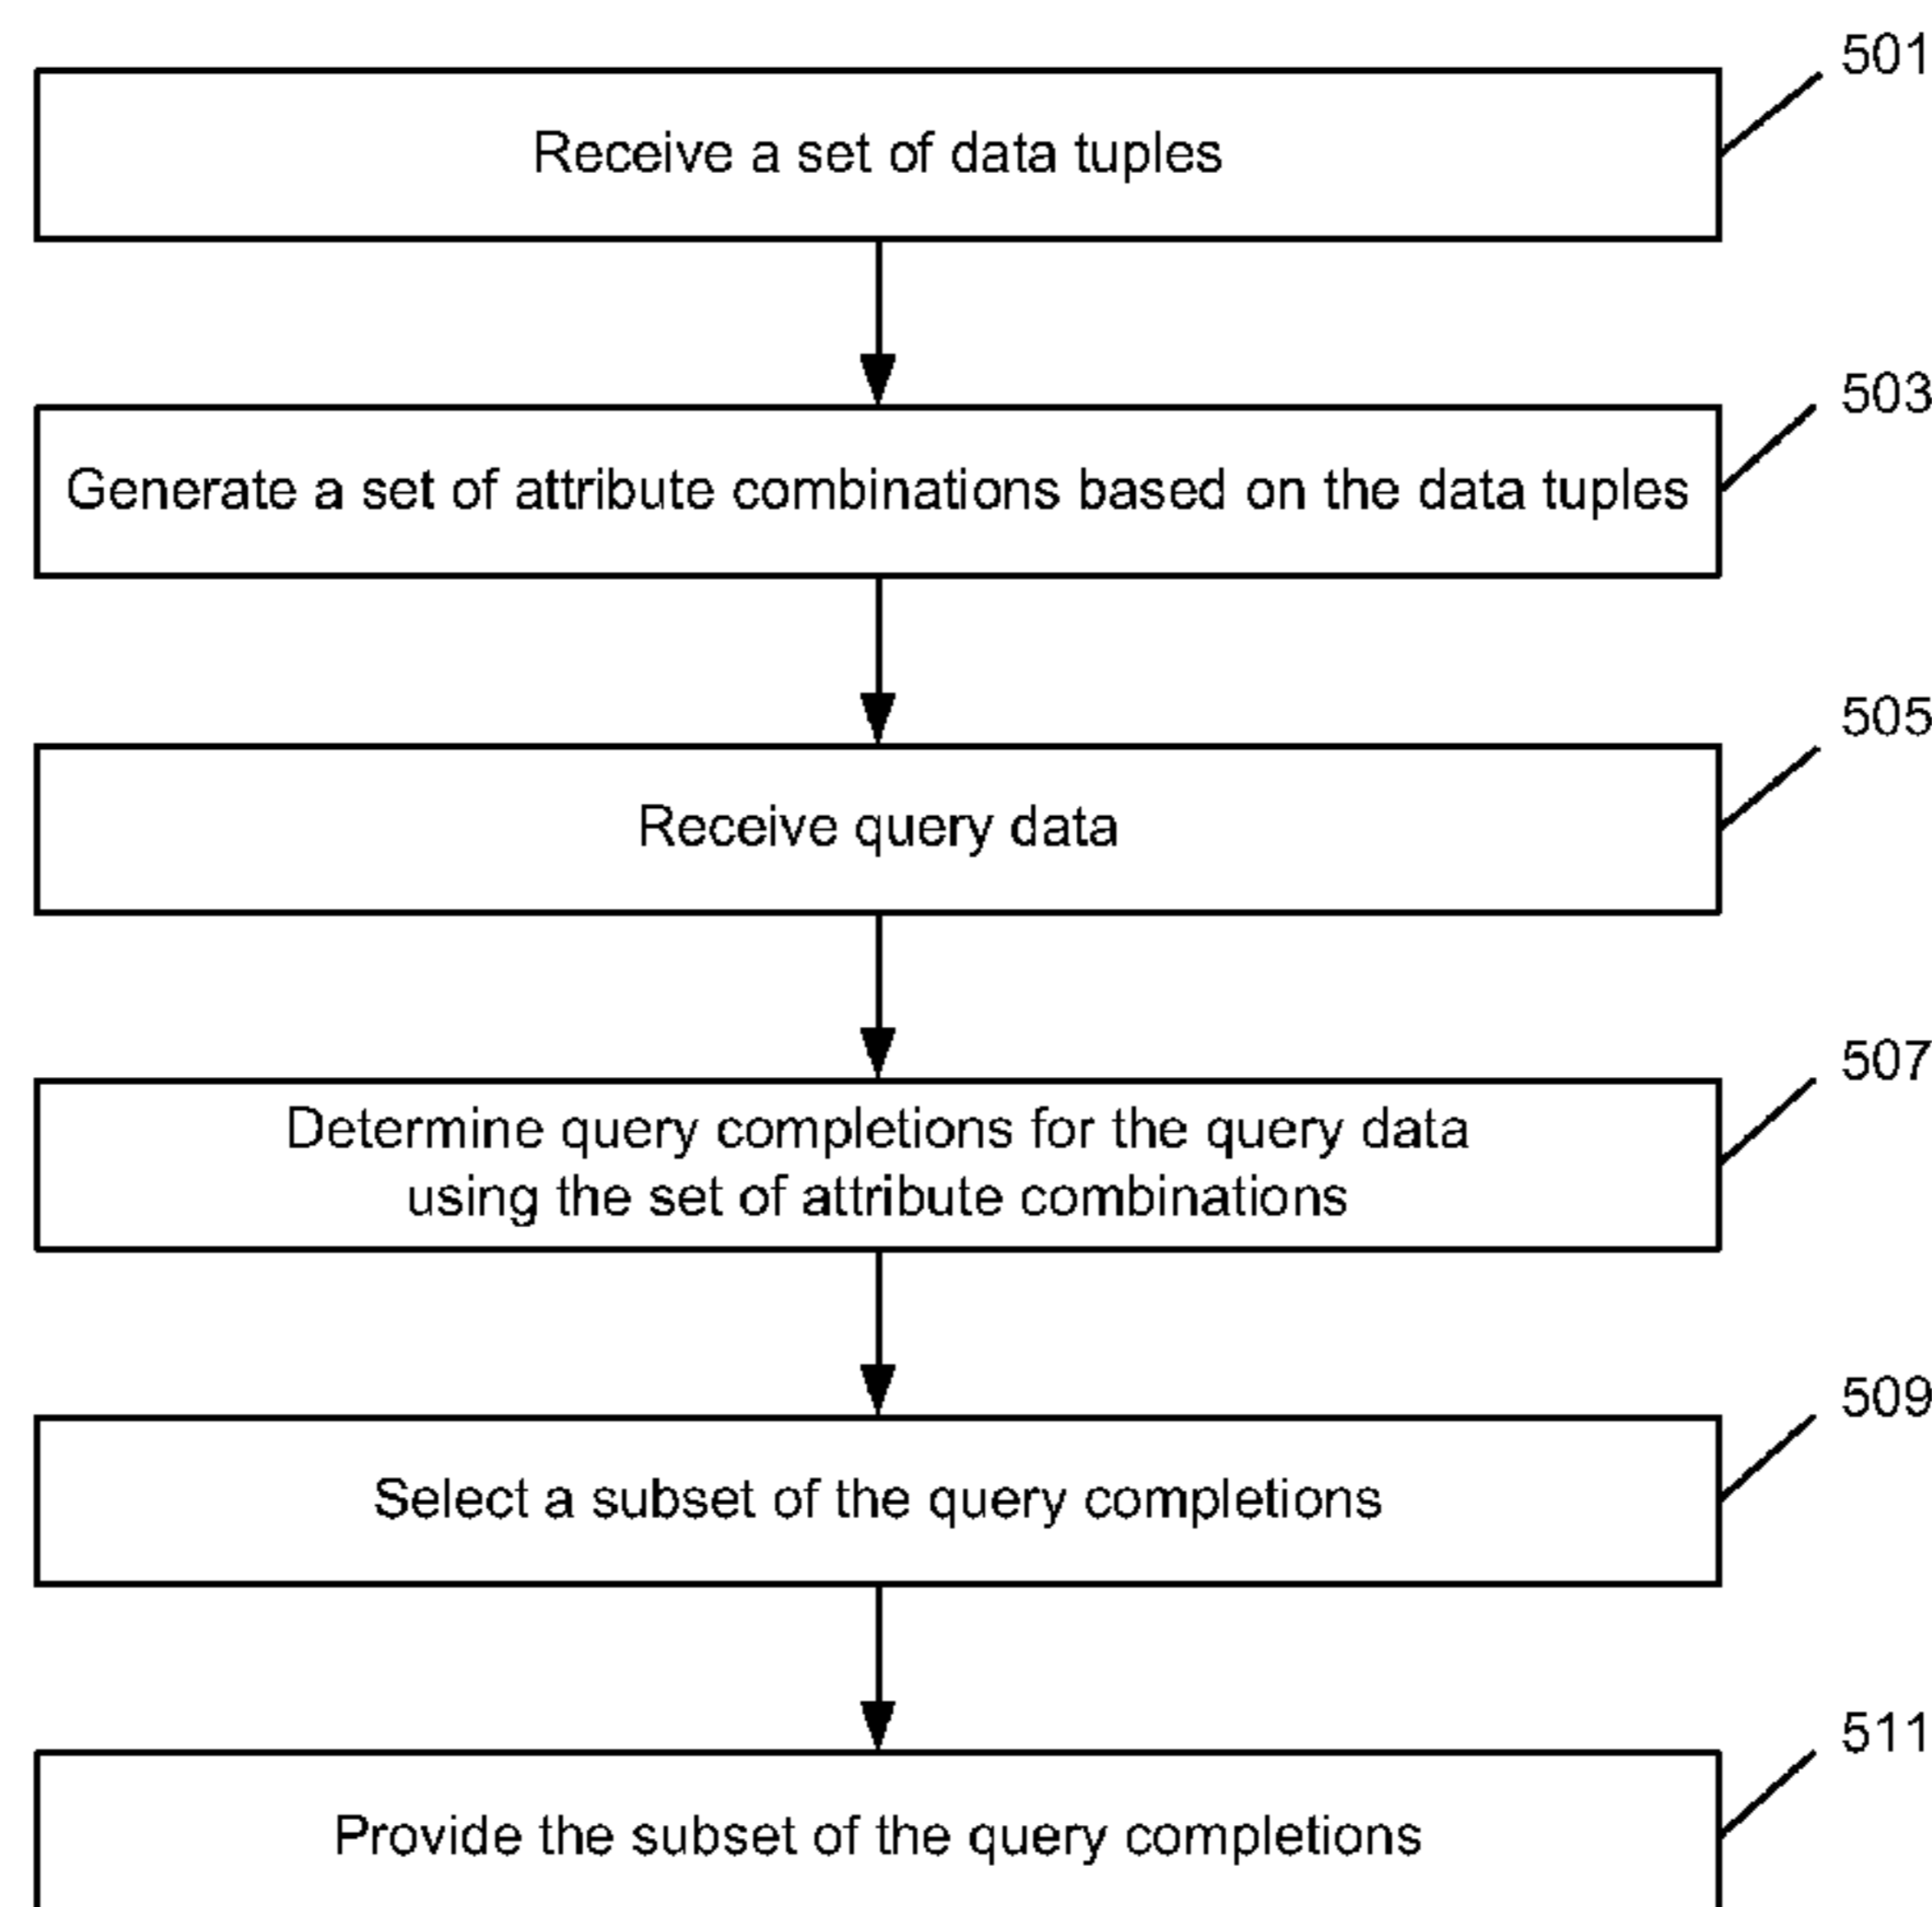 501
Receive a set of data tuples
503
Generate a set of attribute combinations based on the data tuples
505
Receive query data
507
Determine query completions for the query data
using the set of attribute combinations
509
Select a subset of the query completions
511
Provide the subset of the query completions